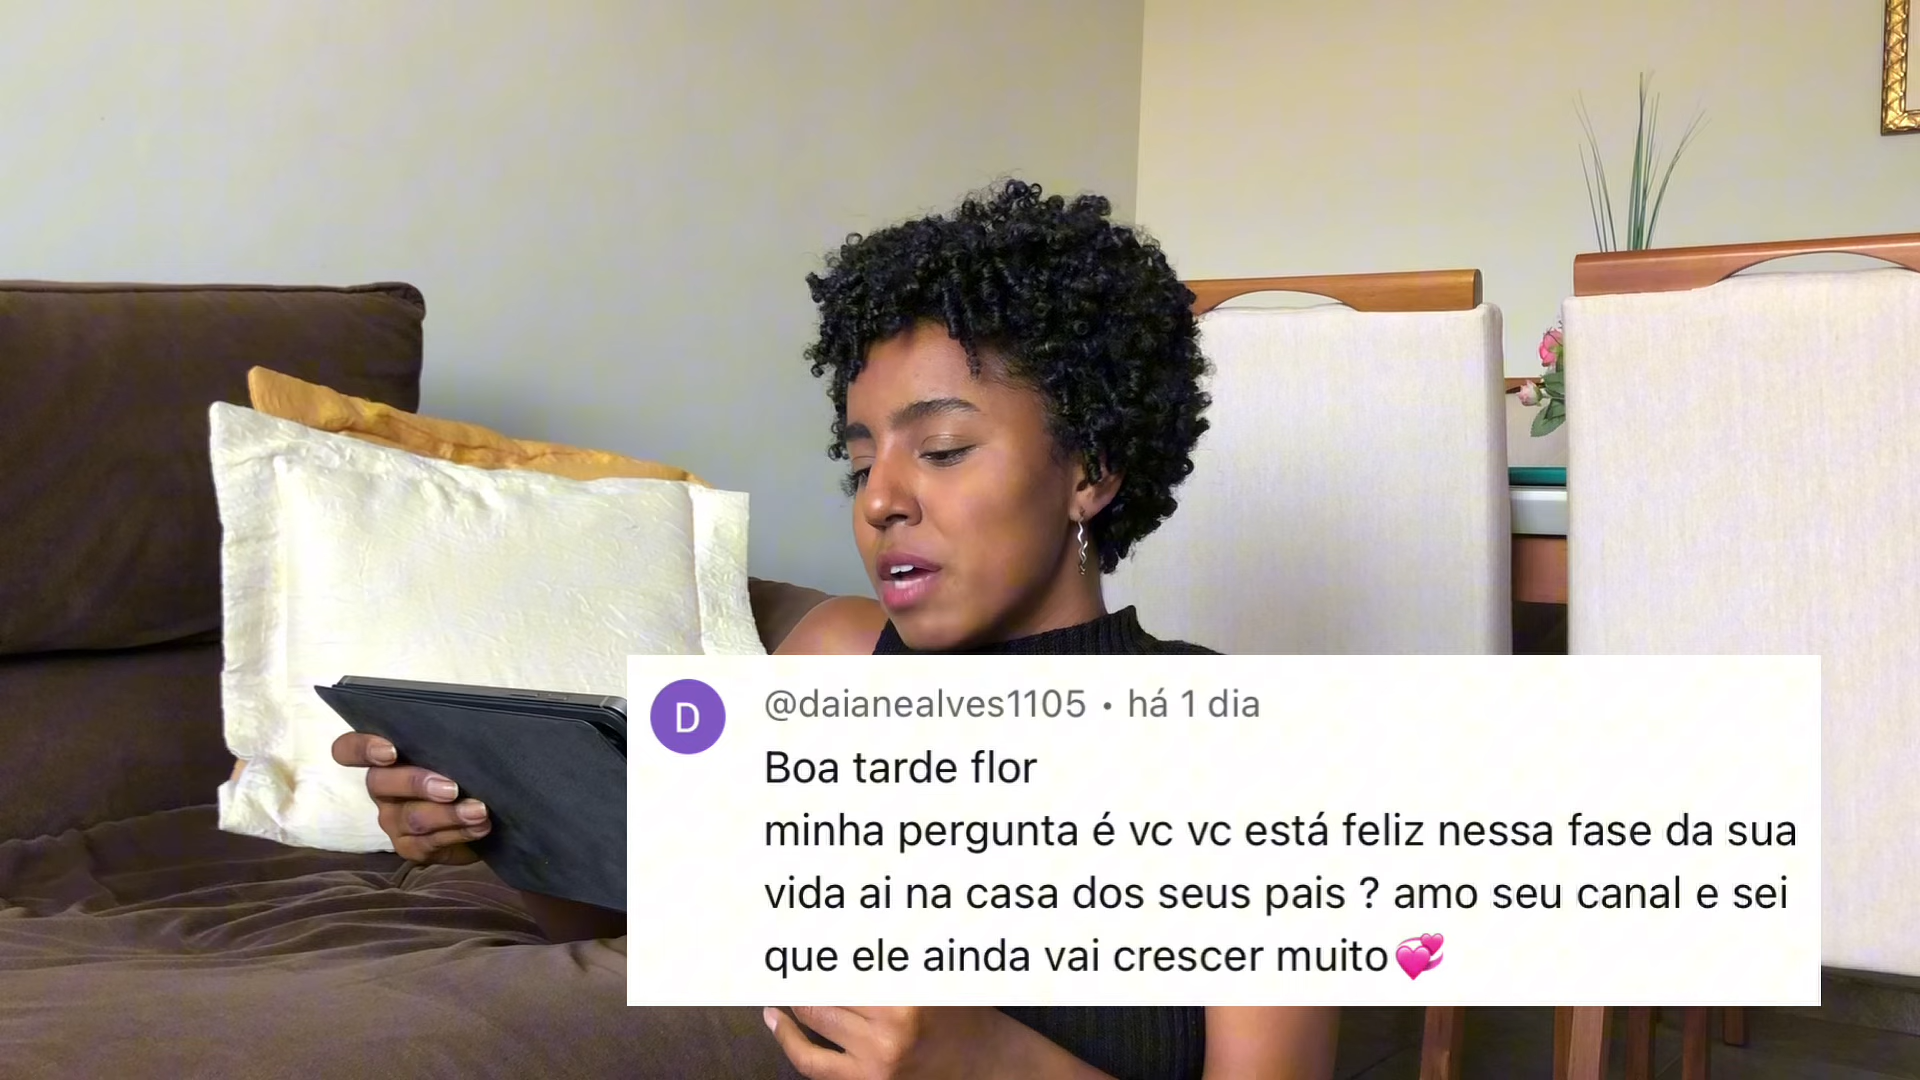 D
@daianealves1105 • há 1 dia
Boa tarde flor
minha pergunta é vc vc está feliz nessa fase da sua
vida ai na casa dos seus pais ? amo seu canal e sei
que ele ainda vai crescer muito💞